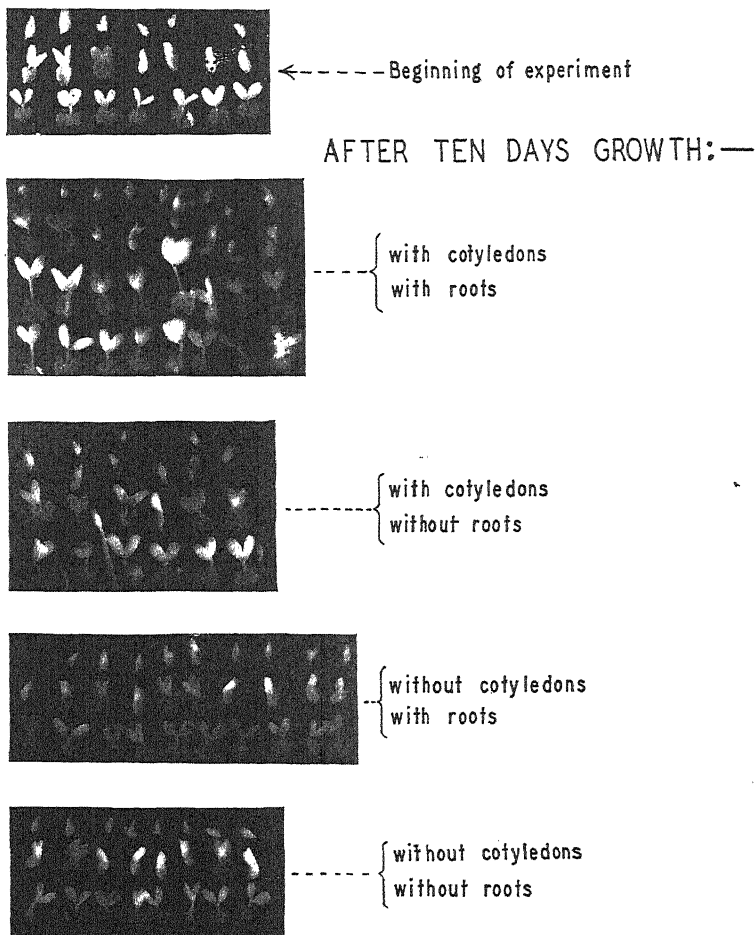 Beginning of experiment
AFTER TEN DAYS GROWTH:—
with cotyledons
with roots
with cotyledons
without roots
without cotyledons
with roots
without cotyledons
without roots